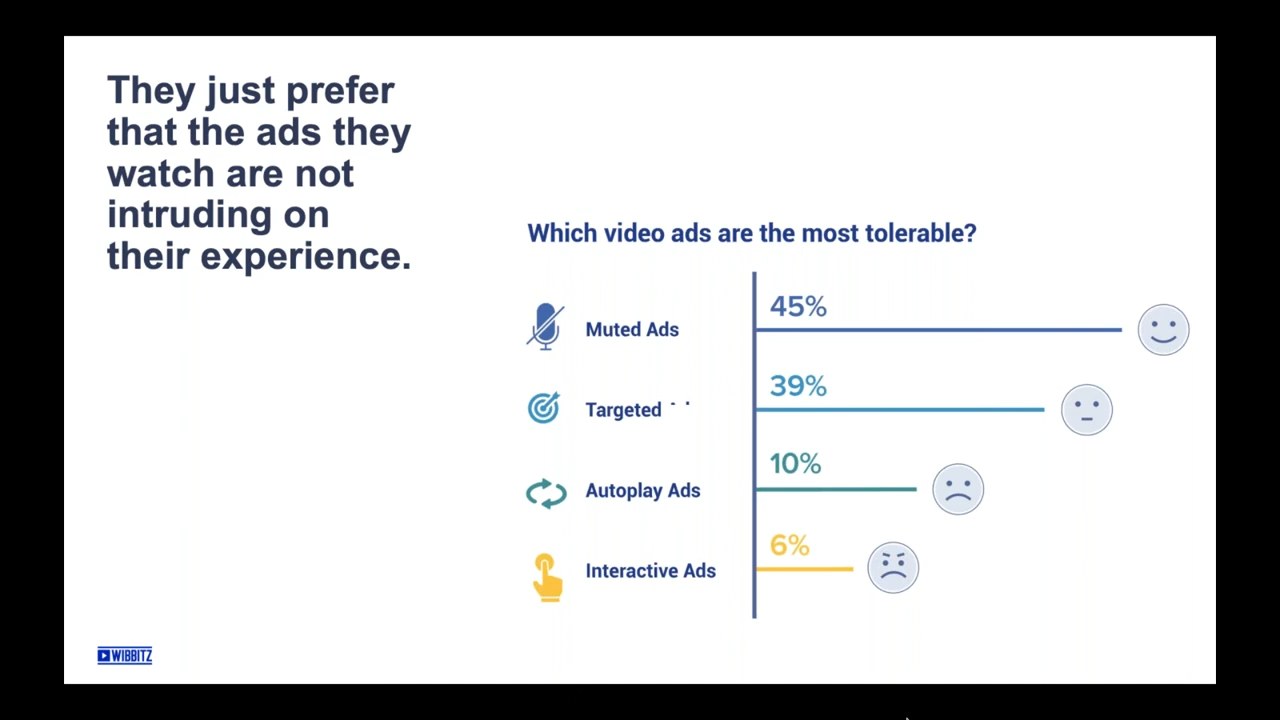 They just prefer
that the ads they
watch are not
intruding on
their experience.
Which video ads are the most tolerable?
45%
Muted Ads
39%
Targeted
10%
Autoplay Ads
6%
Interactive Ads
WIBBITZ